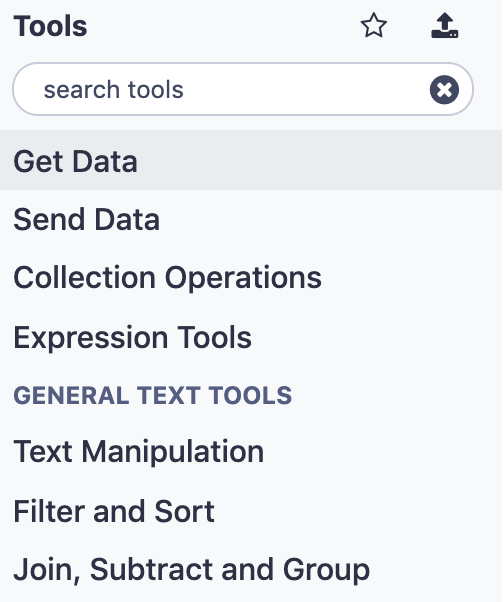 Tools
search tools
Get Data
Send Data
Collection Operations
Expression Tools
GENERAL TEXT TOOLS
Text Manipulation
Filter and Sort
Join, Subtract and Group